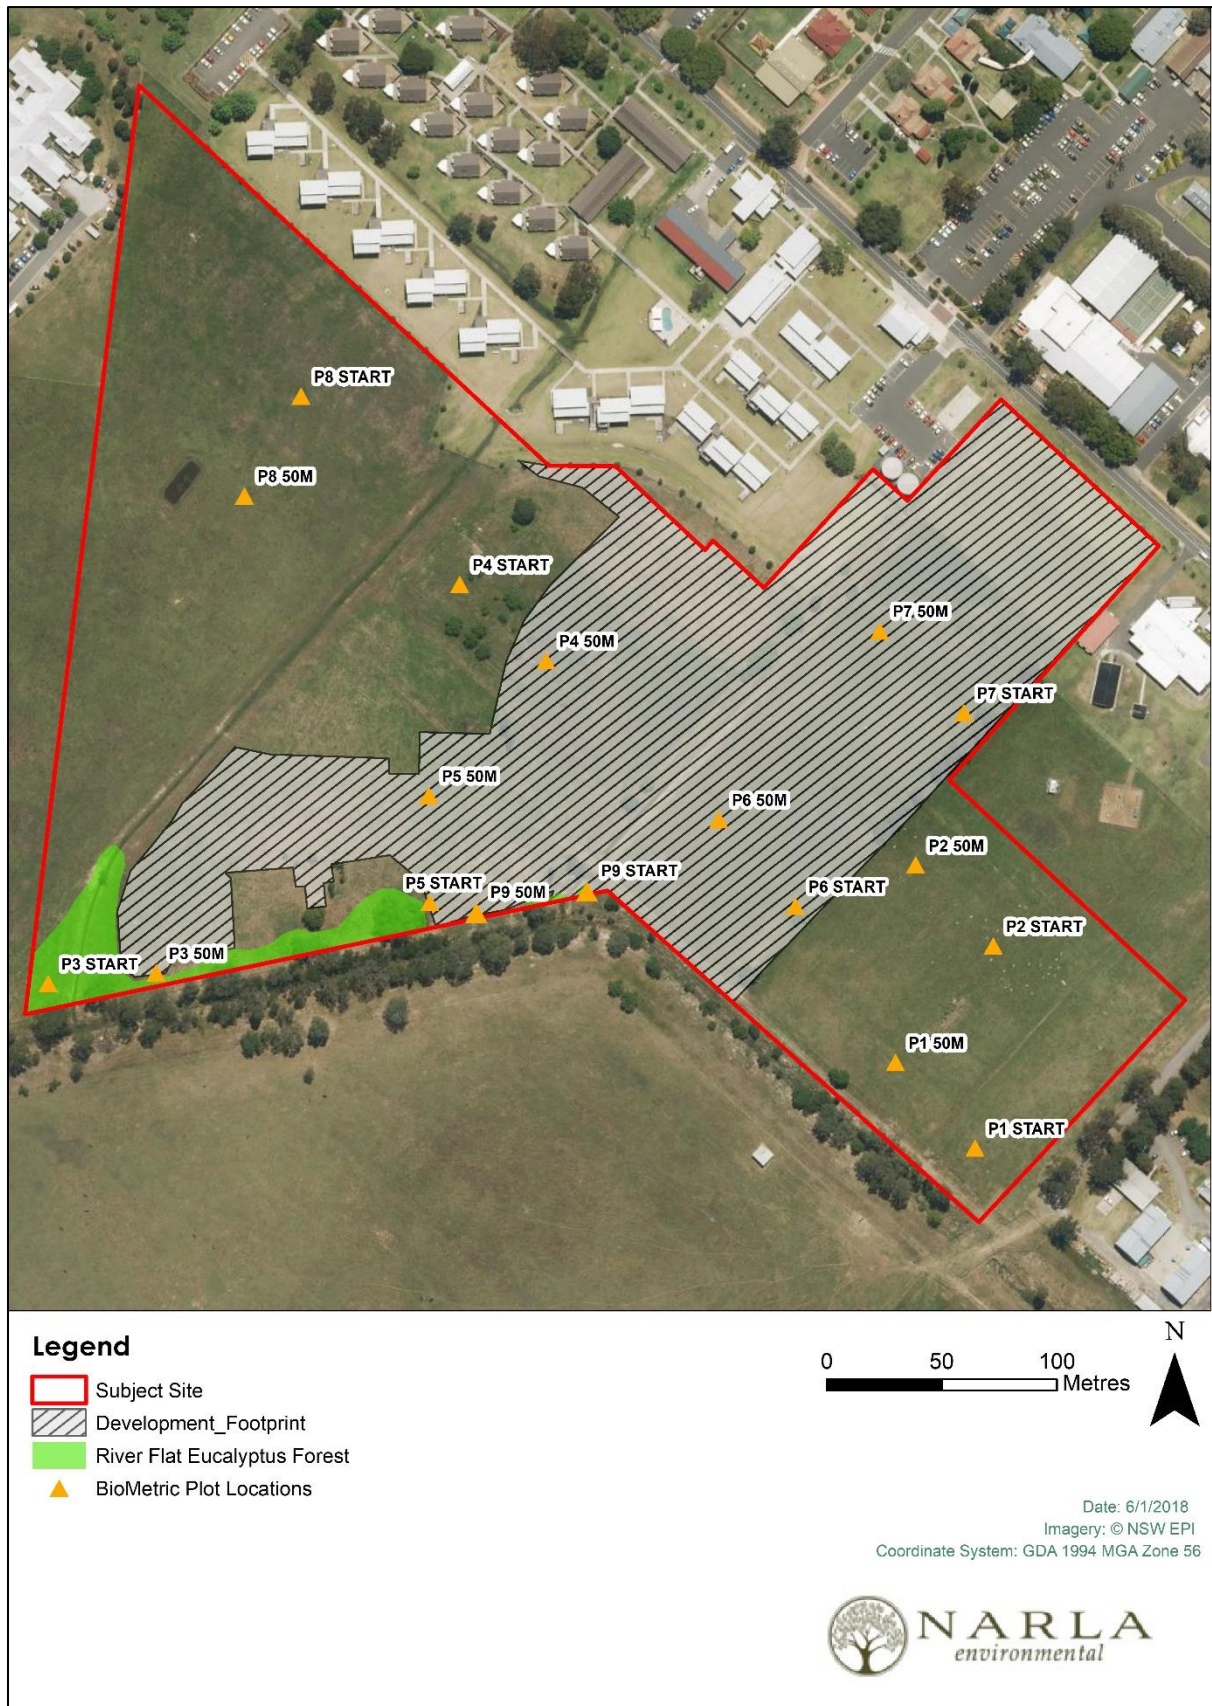 P8 START
P8 50M
P4 START
P7 50M
P4 50M
P7 START
P5 50M
P6 50M
P2 50M
P9 START
P5 START
P9 50M
P6 START
P2 START
P3 START
P3 50M
P1 50M
P1 START
Legend
Subject Site
Development_Footprint
River Flat Eucalyptus Forest
BioMetric Plot Locations
0 50 100
Metres
N
Date: 6/1/2018
Imagery: © NSW EPI
Coordinate System: GDA 1994 MGA Zone 56
NARLA
environmental